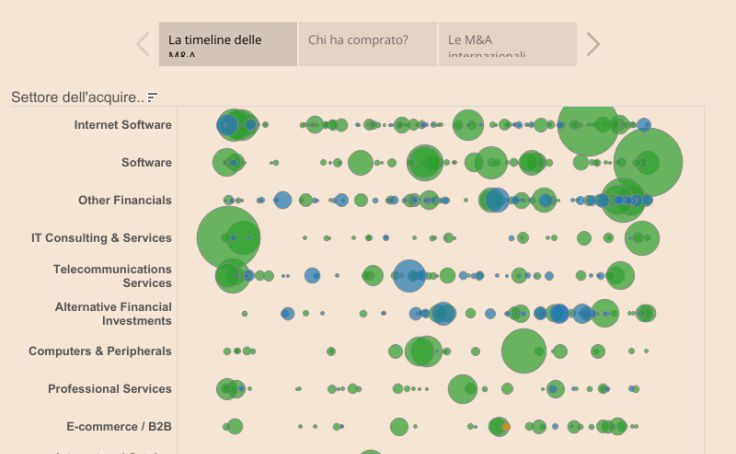 La timeline delle
M&A
Chi ha comprato?
Le M&A
internazionali
Settore dell'acquire..
Internet Software
Software
Other Financials
IT Consulting & Services
Telecommunications
Services
Alternative Financial
Investments
Computers & Peripherals
Professional Services
E-commerce / B2B